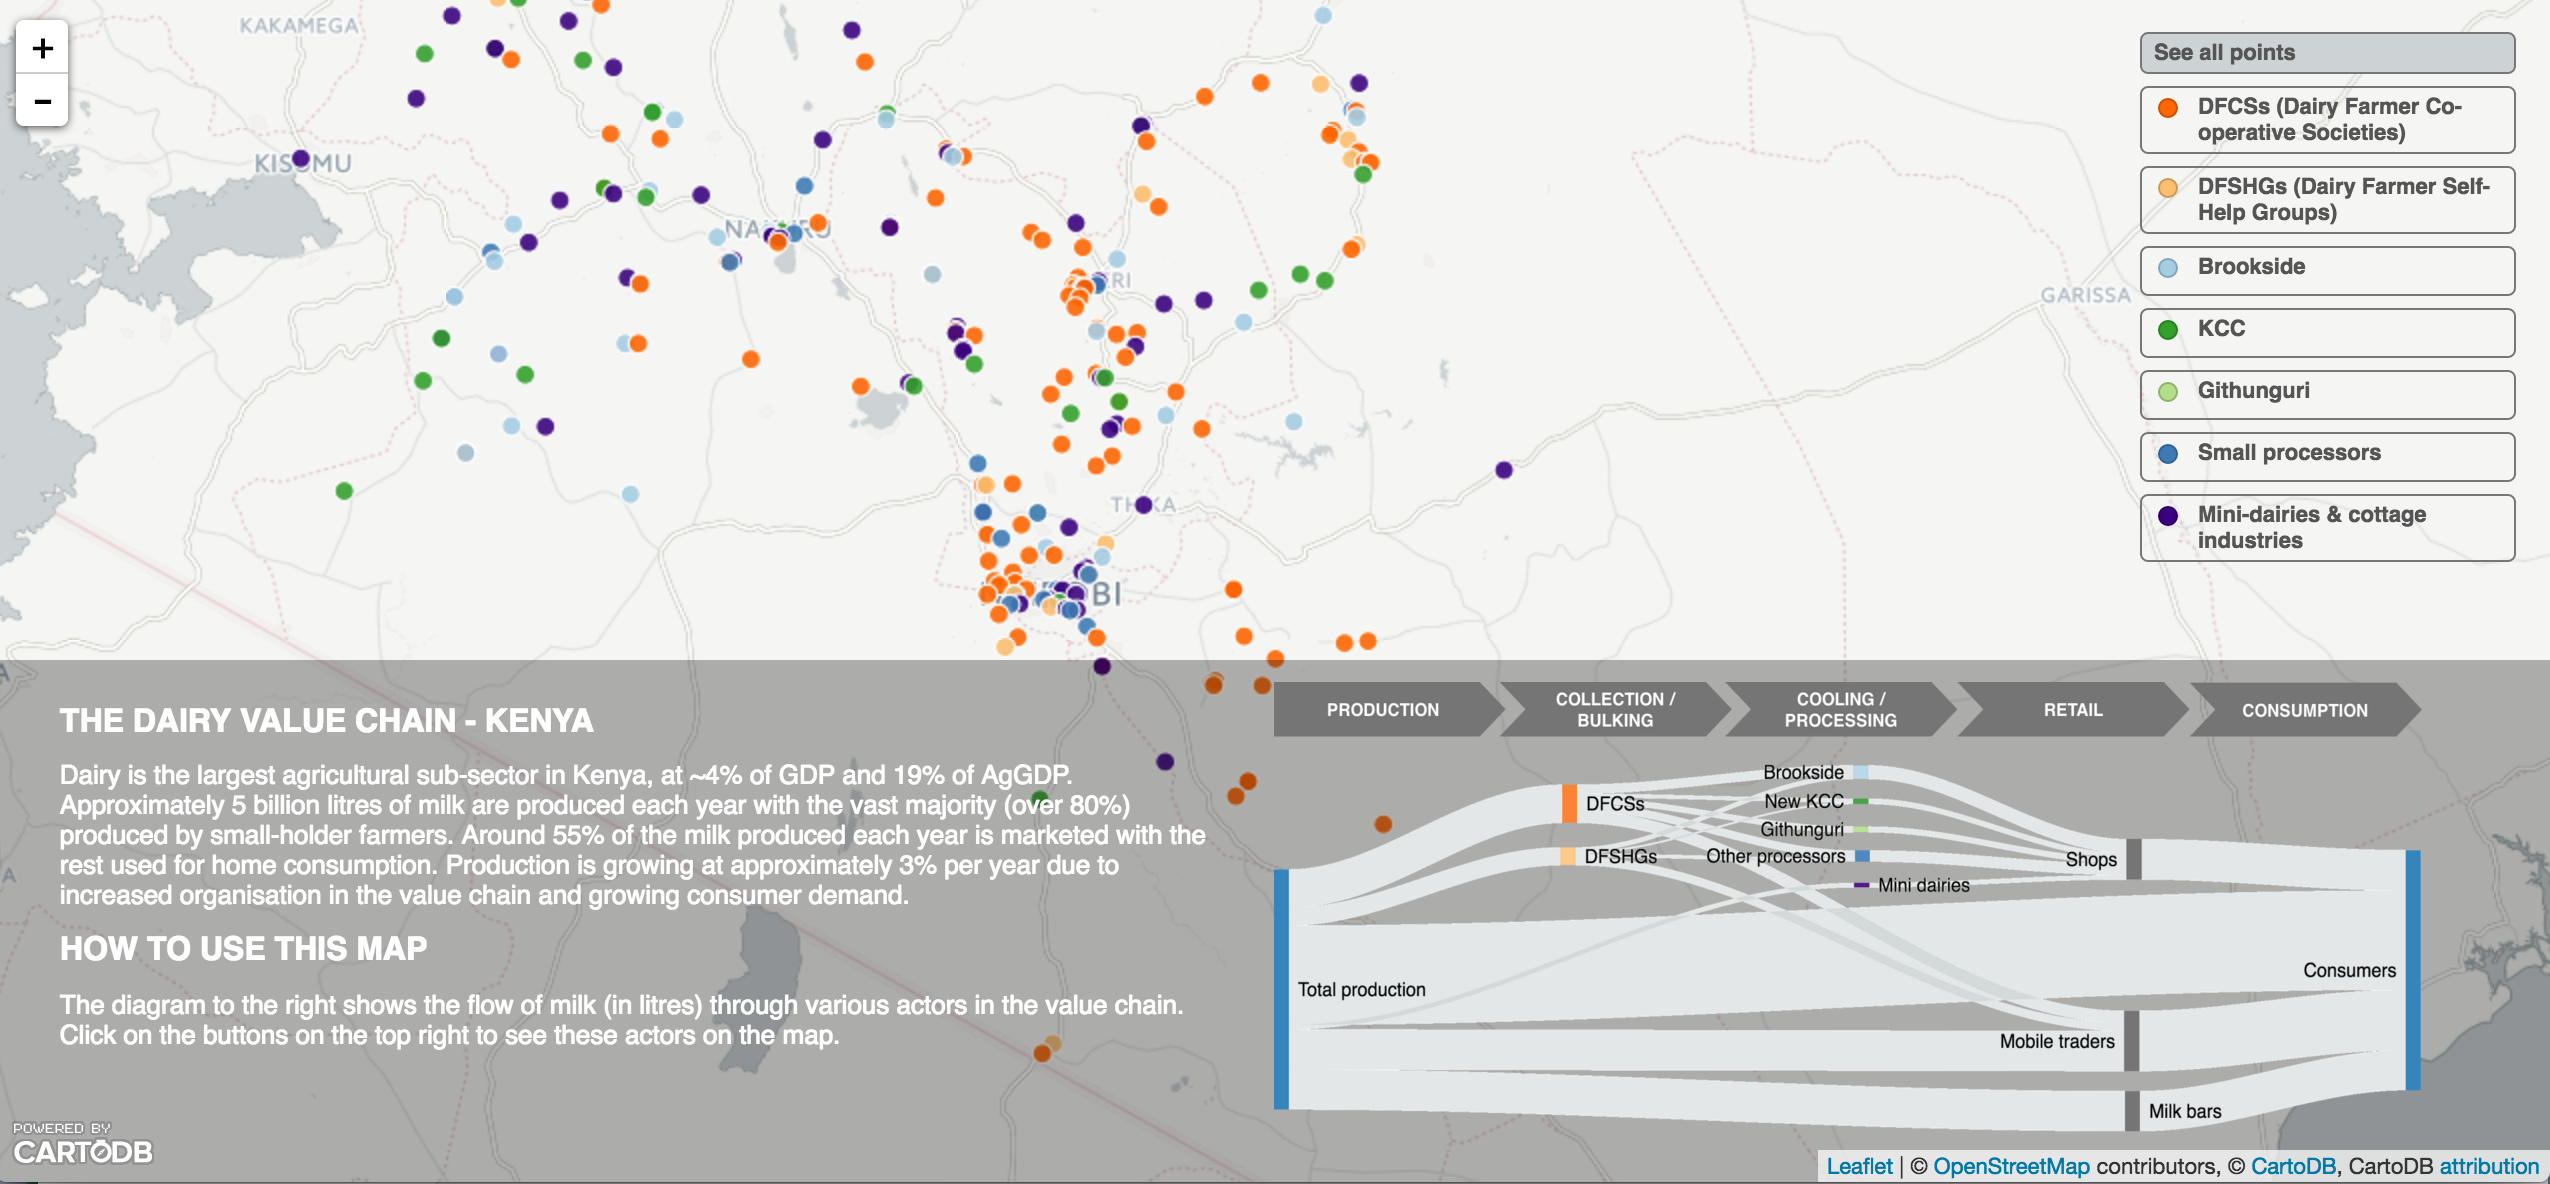 +
-
KAKAMEGA
KISUMU
GARISSA
See all points
DFCSs (Dairy Farmer Co-
operative Societies)
DFSHGs (Dairy Farmer Self-
Help Groups)
Brookside
KCC
Githunguri
Small processors
Mini-dairies & cottage
industries
THE DAIRY VALUE CHAIN - KENYA
Dairy is the largest agricultural sub-sector in Kenya, at ~4% of GDP and 19% of AgGDP.
Approximately 5 billion litres of milk are produced each year with the vast majority (over 80%)
produced by small-holder farmers. Around 55% of the milk produced each year is marketed with the
rest used for home consumption. Production is growing at approximately 3% per year due to
increased organisation in the value chain and growing consumer demand.
HOW TO USE THIS MAP
The diagram to the right shows the flow of milk (in litres) through various actors in the value chain.
Click on the buttons on the top right to see these actors on the map.
PRODUCTION
COLLECTION /
BULKING
COOLING /
PROCESSING
RETAIL
CONSUMPTION
Brookside
New KCC
Githunguri
Other processors
Mini dairies
DFCSs
DFSHGs
Total production
Shops
Mobile traders
Milk bars
Consumers
POWERED BY
CARTODB
Leaflet | © OpenStreetMap contributors, © CartoDB, CartoDB attribution